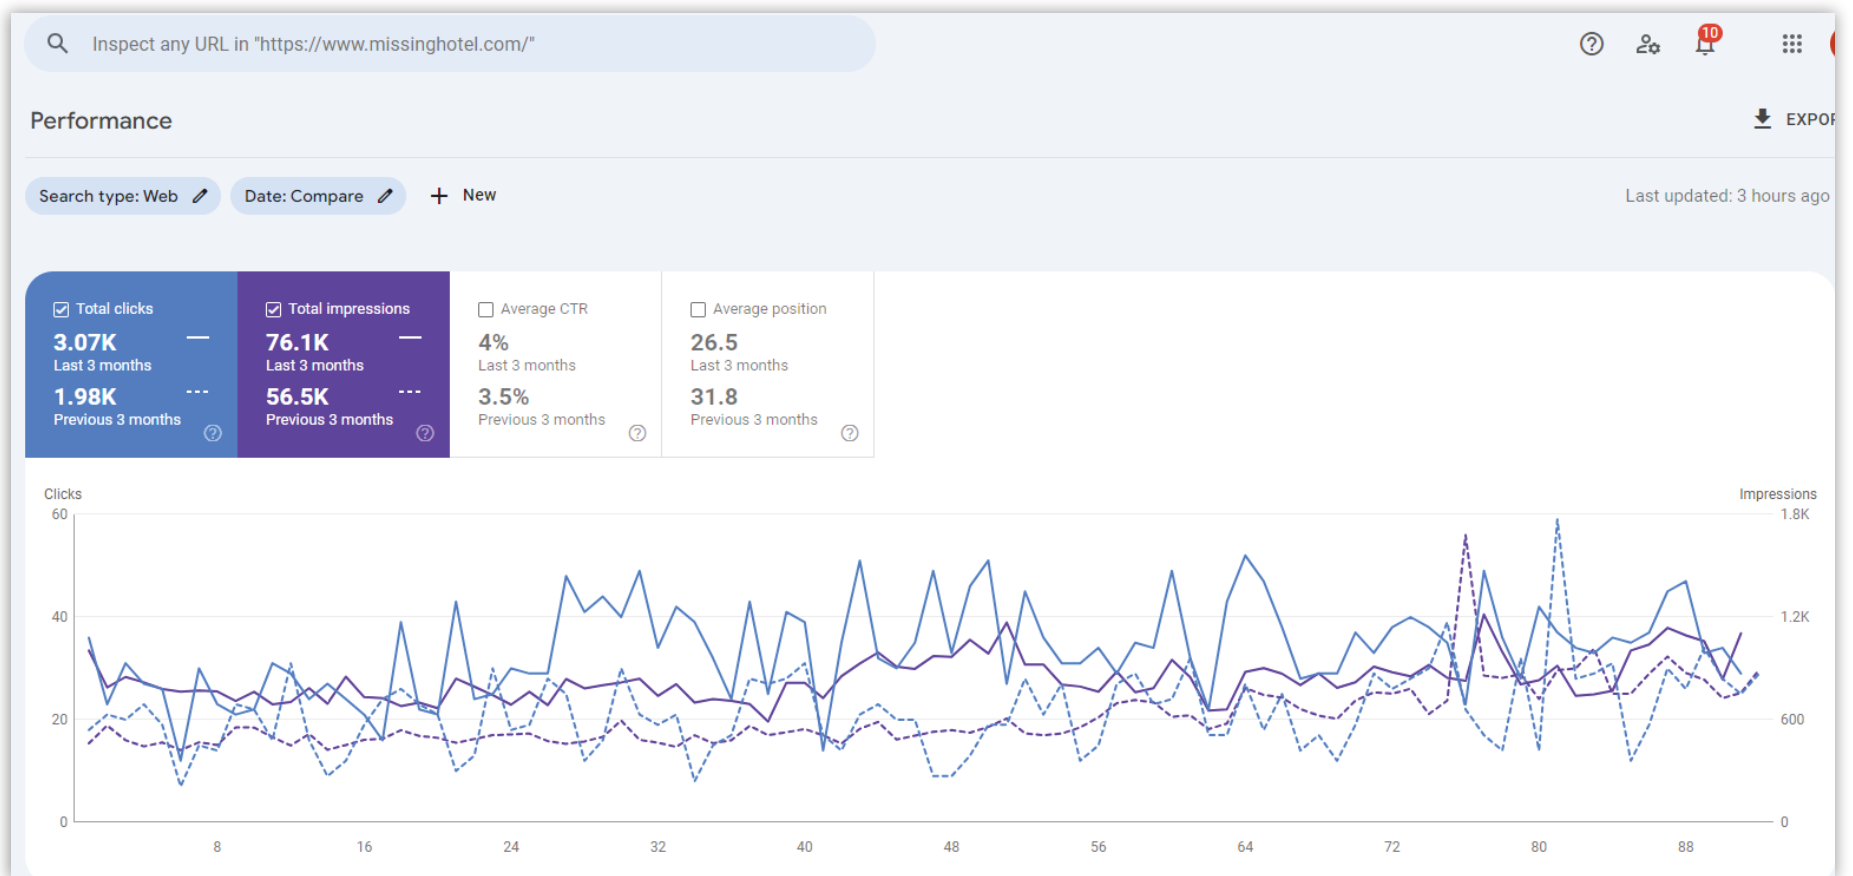 Inspect any URL in "https://www.missinghotel.com/"
10
Performance
EXPOR
Search type: Web
Date: Compare
New
Last updated: 3 hours ago
Total clicks
3.07K
Last 3 months
1.98K
Previous 3 months
Total impressions
76.1K
Last 3 months
56.5K
Previous 3 months
Average CTR
4%
Last 3 months
3.5%
Previous 3 months
Average position
26.5
Last 3 months
31.8
Previous 3 months
Clicks
Impressions
60
1.8K
40
1.2K
20
600
0
0
8 16 24 32 40 48 56 64 72 80 88